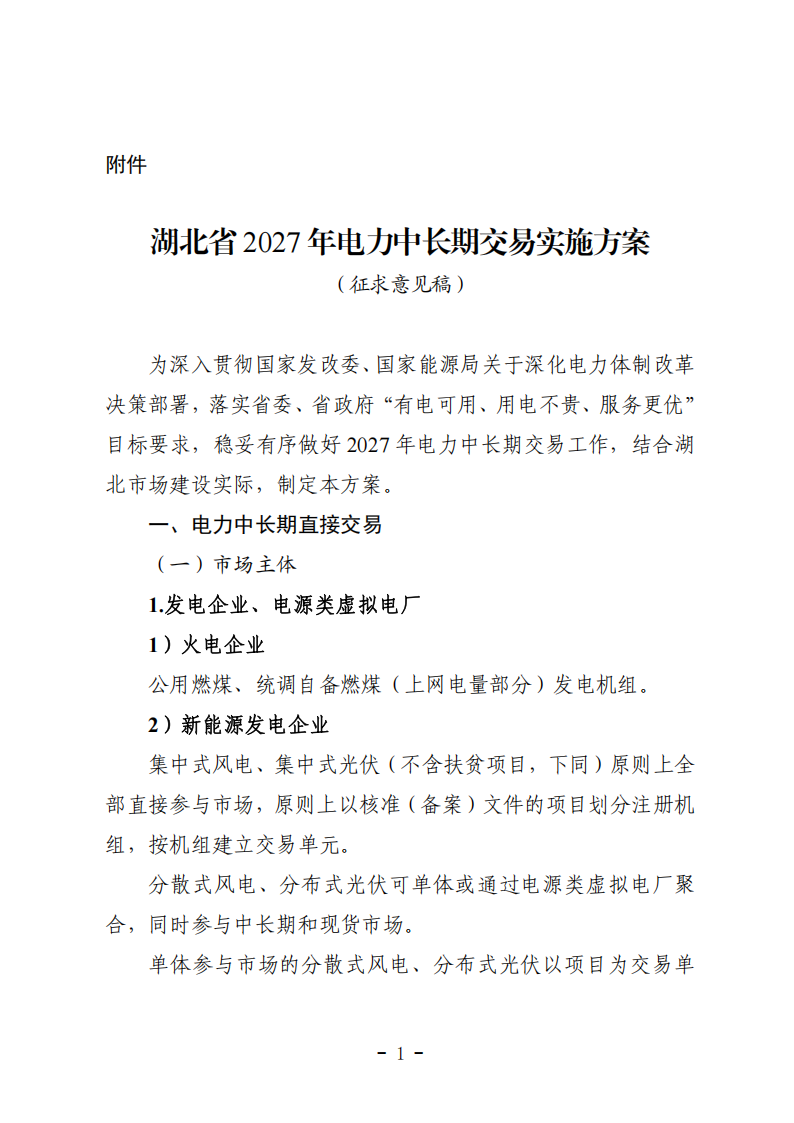 附件
湖北省 2027 年电力中长期交易实施方案
（征求意见稿）
为深入贯彻国家发改委、国家能源局关于深化电力体制改革
决策部署，落实省委、省政府“有电可用、用电不贵、服务更优”
目标要求，稳妥有序做好 2027 年电力中长期交易工作，结合湖
北市场建设实际，制定本方案。
一、电力中长期直接交易
（一）市场主体
1.发电企业、电源类虚拟电厂
1）火电企业
公用燃煤、统调自备燃煤（上网电量部分）发电机组。
2）新能源发电企业
集中式风电、集中式光伏（不含扶贫项目，下同）原则上全
部直接参与市场，原则上以核准（备案）文件的项目划分注册机
组，按机组建立交易单元。
分散式风电、分布式光伏可单体或通过电源类虚拟电厂聚
合，同时参与中长期和现货市场。
单体参与市场的分散式风电、分布式光伏以项目为交易单
- 1 -